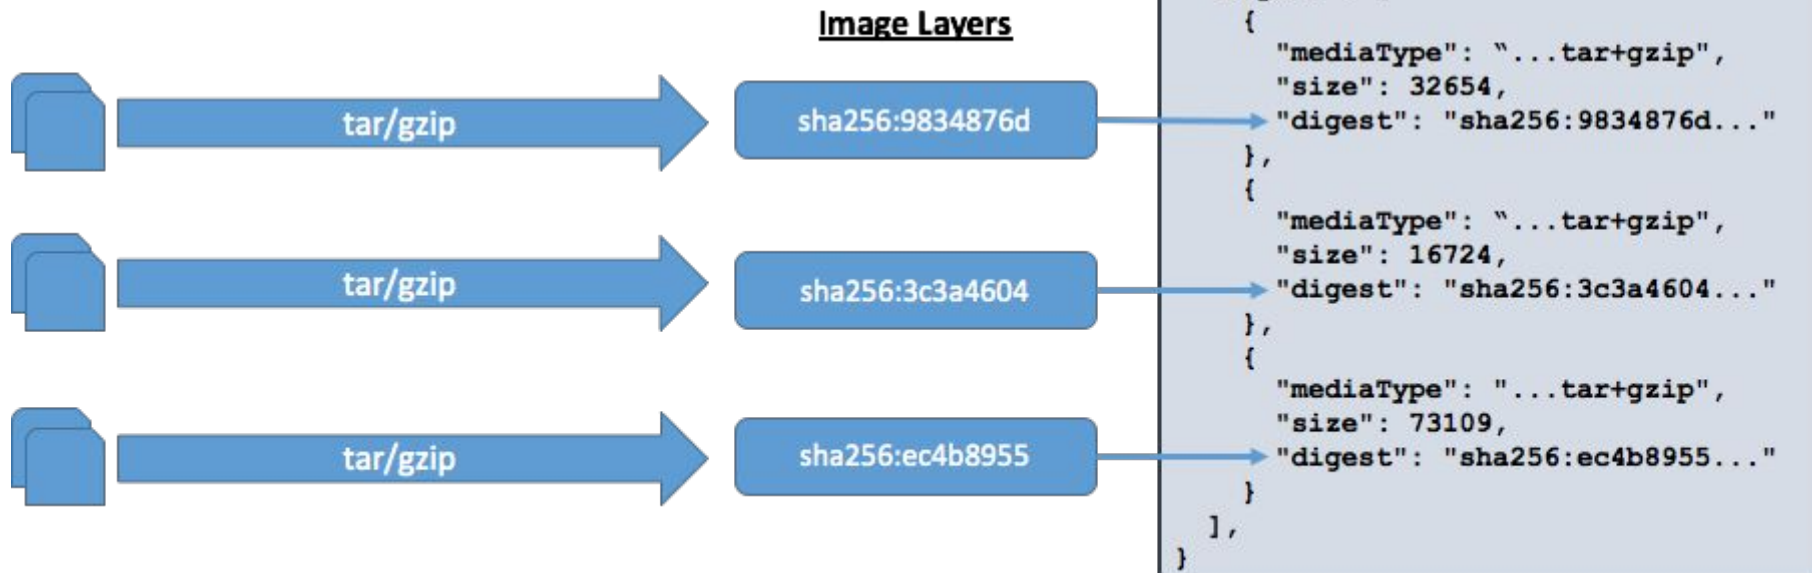 Image Layers
tar/gzip
sha256:9834876d
tar/gzip
sha256:3c3a4604
tar/gzip
sha256:ec4b8955
{
"mediaType": “...tar+gzip",
"size": 32654,
"digest": "sha256:9834876d..."
},
{
"mediaType": “...tar+gzip",
"size": 16724,
"digest": "sha256:3c3a4604..."
},
{
"mediaType": "...tar+gzip",
"size": 73109,
"digest": "sha256:ec4b8955..."
}
],
}